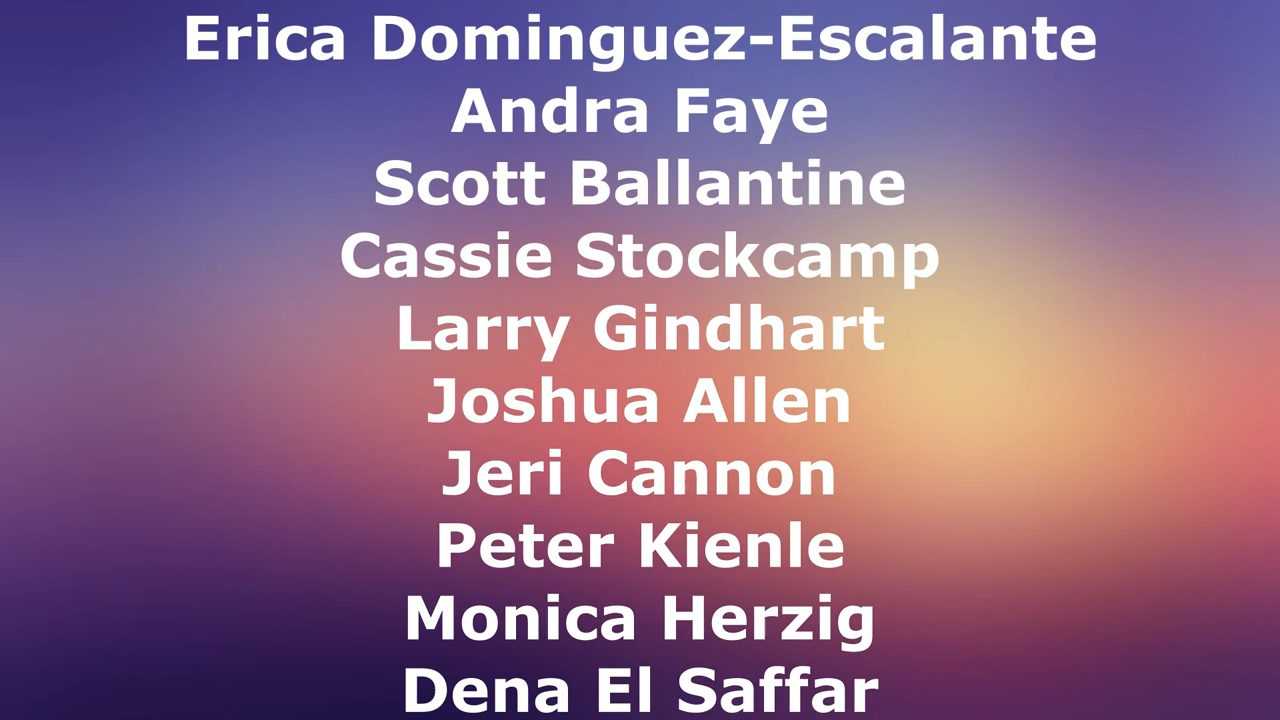 Erica Dominguez-Escalante
Andra Faye
Scott Ballantine
Cassie Stockcamp
Larry Gindhart
Joshua Allen
Jeri Cannon
Peter Kienle
Monica Herzig
Dena El Saffar